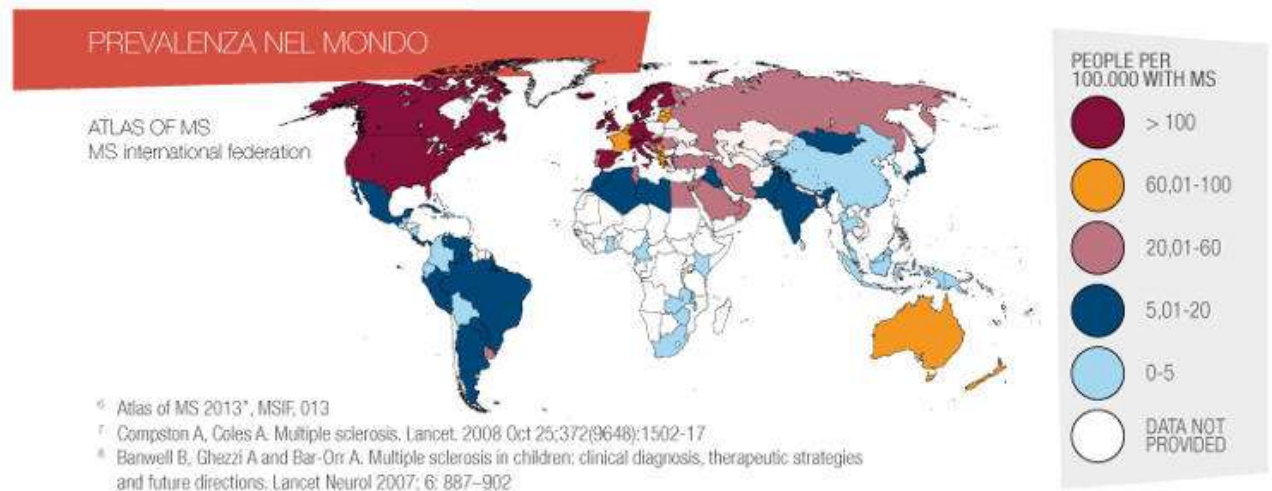 PREVALENZA NEL MONDO
ATLAS OF MS
MS international federation
PEOPLE PER
100.000 WITH MS
> 100
60,01-100
20,01-60
5,01-20
0-5
DATA NOT
PROVIDED
⁶ Atlas of MS 2013*, MSIF, 013
⁷ Compston A, Coles A. Multiple sclerosis. Lancet. 2008 Oct 25;372(9648):1502-17
⁸ Banwell B, Ghezzi A and Bar-Orr A. Multiple sclerosis in children: clinical diagnosis, therapeutic strategies
and future directions. Lancet Neurol 2007; 6: 887–902